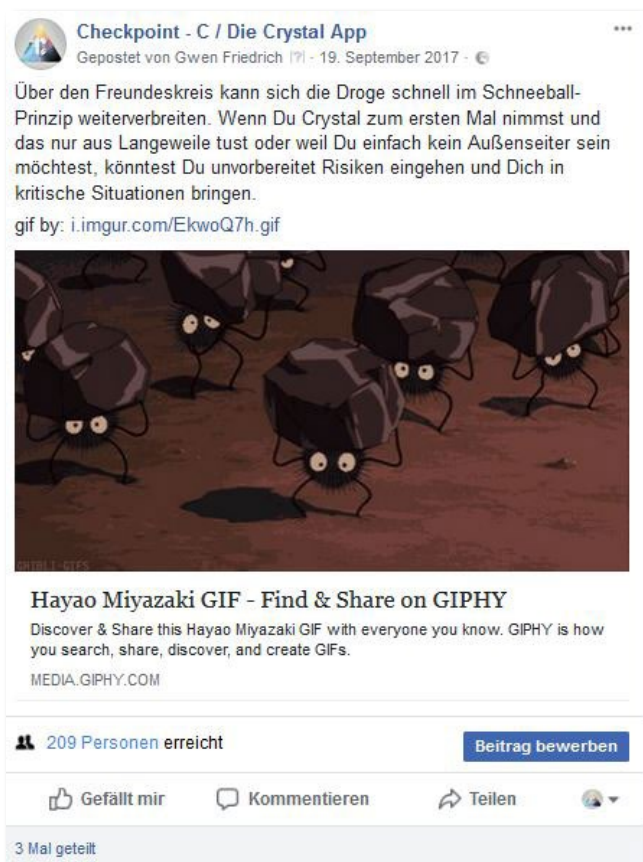 Checkpoint - C / Die Crystal App
Gepostet von Gwen Friedrich [?] · 19. September 2017 ·
Über den Freundeskreis kann sich die Droge schnell im Schneeball-
Prinzip weiterverbreiten. Wenn Du Crystal zum ersten Mal nimmst und
das nur aus Langeweile tust oder weil Du einfach kein Außenseiter sein
möchtest, könntest Du unvorbereitet Risiken eingehen und Dich in
kritische Situationen bringen.
gif by: i.imgur.com/EkwoQ7h.gif
GHIBLI-GIFS
Hayao Miyazaki GIF - Find & Share on GIPHY
Discover & Share this Hayao Miyazaki GIF with everyone you know. GIPHY is how
you search, share, discover, and create GIFs.
MEDIA.GIPHY.COM
209 Personen erreicht
Beitrag bewerben
Gefällt mir Kommentieren Teilen
3 Mal geteilt